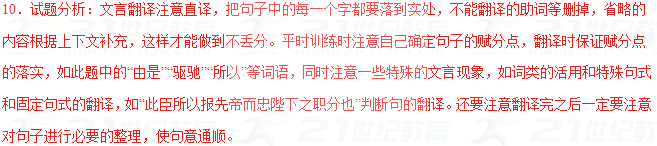 10．试题分析：文言翻译注意直译，把句子中的每一个字都要落到实处，不能翻译的助词等删掉，省略的
内容根据上下文补充，这样才能做到不丢分。平时训练时注意自己确定句子的赋分点，翻译时保证赋分点
的落实，如此题中的“由是”“驱驰”“所以”等词语，同时注意一些特殊的文言现象，如词类的活用和特殊句式
和固定句式的翻译，如“此臣所以报先帝而忠陛下之职分也”判断句的翻译。还要注意翻译完之后一定要注意
对句子进行必要的整理，使句意通顺。
21世纪教育